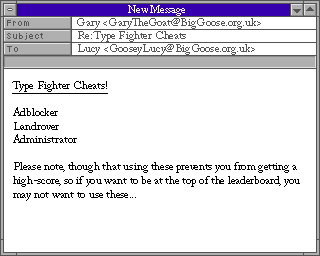 New Message
From Gary <GaryTheGoat@BigGoose.org.uk>
Subject Re: Type Fighter Cheats
To Lucy <GooseyLucy@BigGoose.org.uk>
Type Fighter Cheats!
Adblocker
Landrover
Administrator
Please note, though that using these prevents you from getting a
high-score, so if you want to be at the top of the leaderboard, you
may not want to use these...